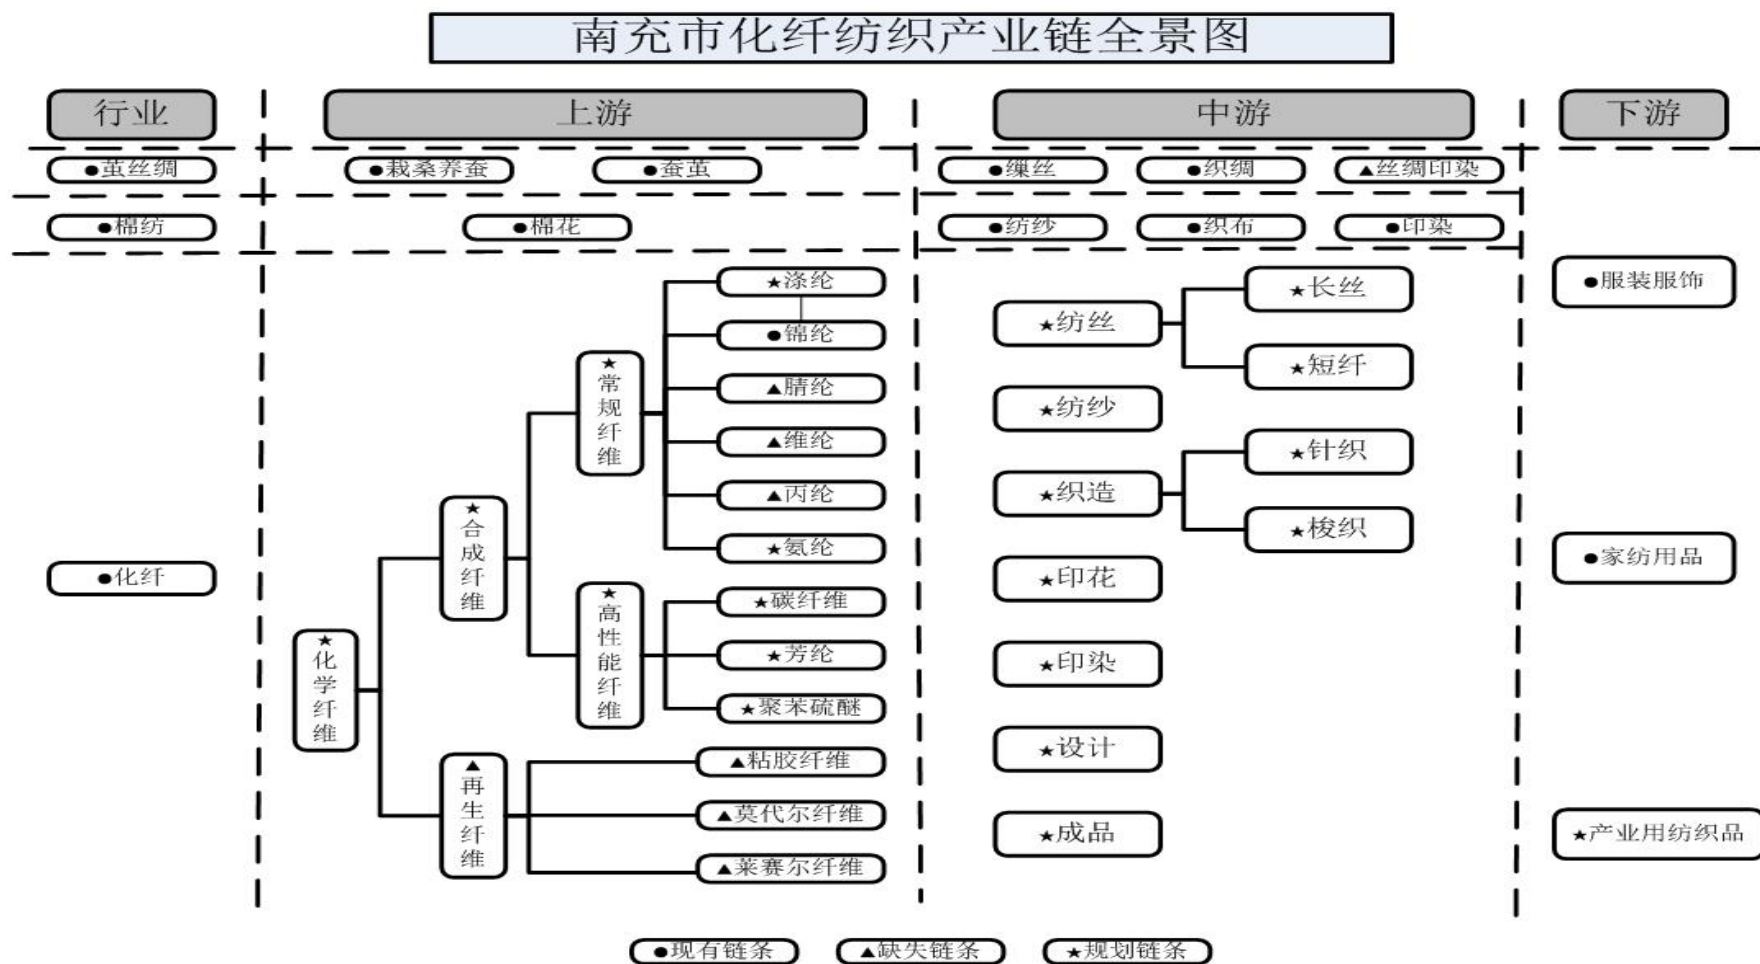 南充市化纤纺织产业链全景图
行业
上游
中游
下游
●茧丝绸
●栽桑养蚕
●蚕茧
●缫丝
●织绸
▲丝绸印染
●棉纺
●棉花
●纺纱
●织布
●印染
●化纤
★化学纤维
★合成纤维
▲再生纤维
★常规纤维
★高性能纤维
★涤纶
●锦纶
▲腈纶
▲维纶
▲丙纶
★氨纶
★碳纤维
★芳纶
★聚苯硫醚
▲粘胶纤维
▲莫代尔纤维
▲莱赛尔纤维
★纺丝
★长丝
★短纤
★纺纱
★织造
★针织
★梭织
★印花
★印染
★设计
★成品
●服装服饰
●家纺用品
★产业用纺织品
●现有链条
▲缺失链条
★规划链条